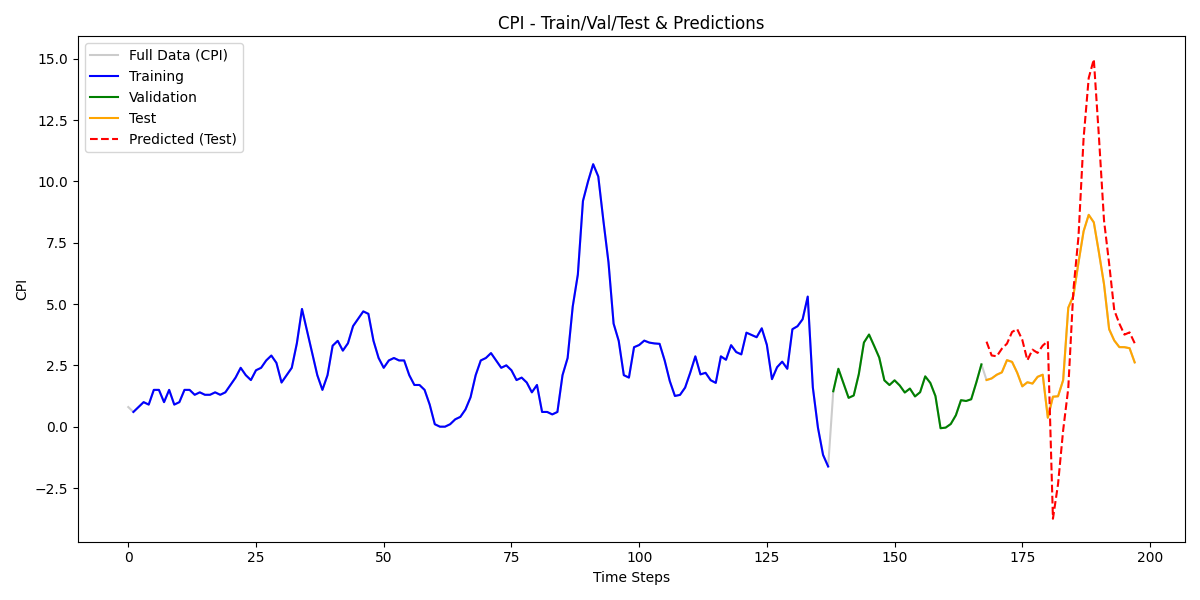 CPI - Train/Val/Test & Predictions
Full Data (CPI)
Training
Validation
Test
Predicted (Test)
15.0
12.5
10.0
7.5
5.0
2.5
0.0
−2.5
CPI
0 25 50 75 100 125 150 175 200
Time Steps